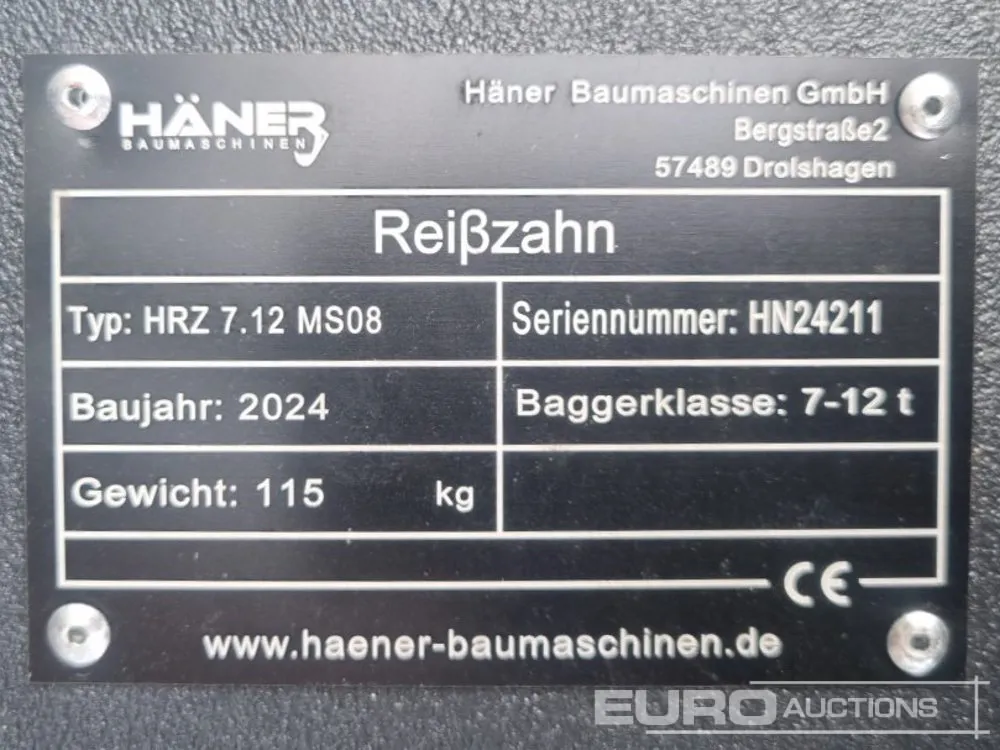 HÄNER
BAUMASCHINEN
Häner Baumaschinen GmbH
Bergstraße2
57489 Drolshagen
Reißzahn
Typ: HRZ 7.12 MS08
Seriennummer: HN24211
Baujahr: 2024
Baggerklasse: 7-12 t
Gewicht: 115 kg
CE
www.haener-baumaschinen.de
EURO AUCTIONS